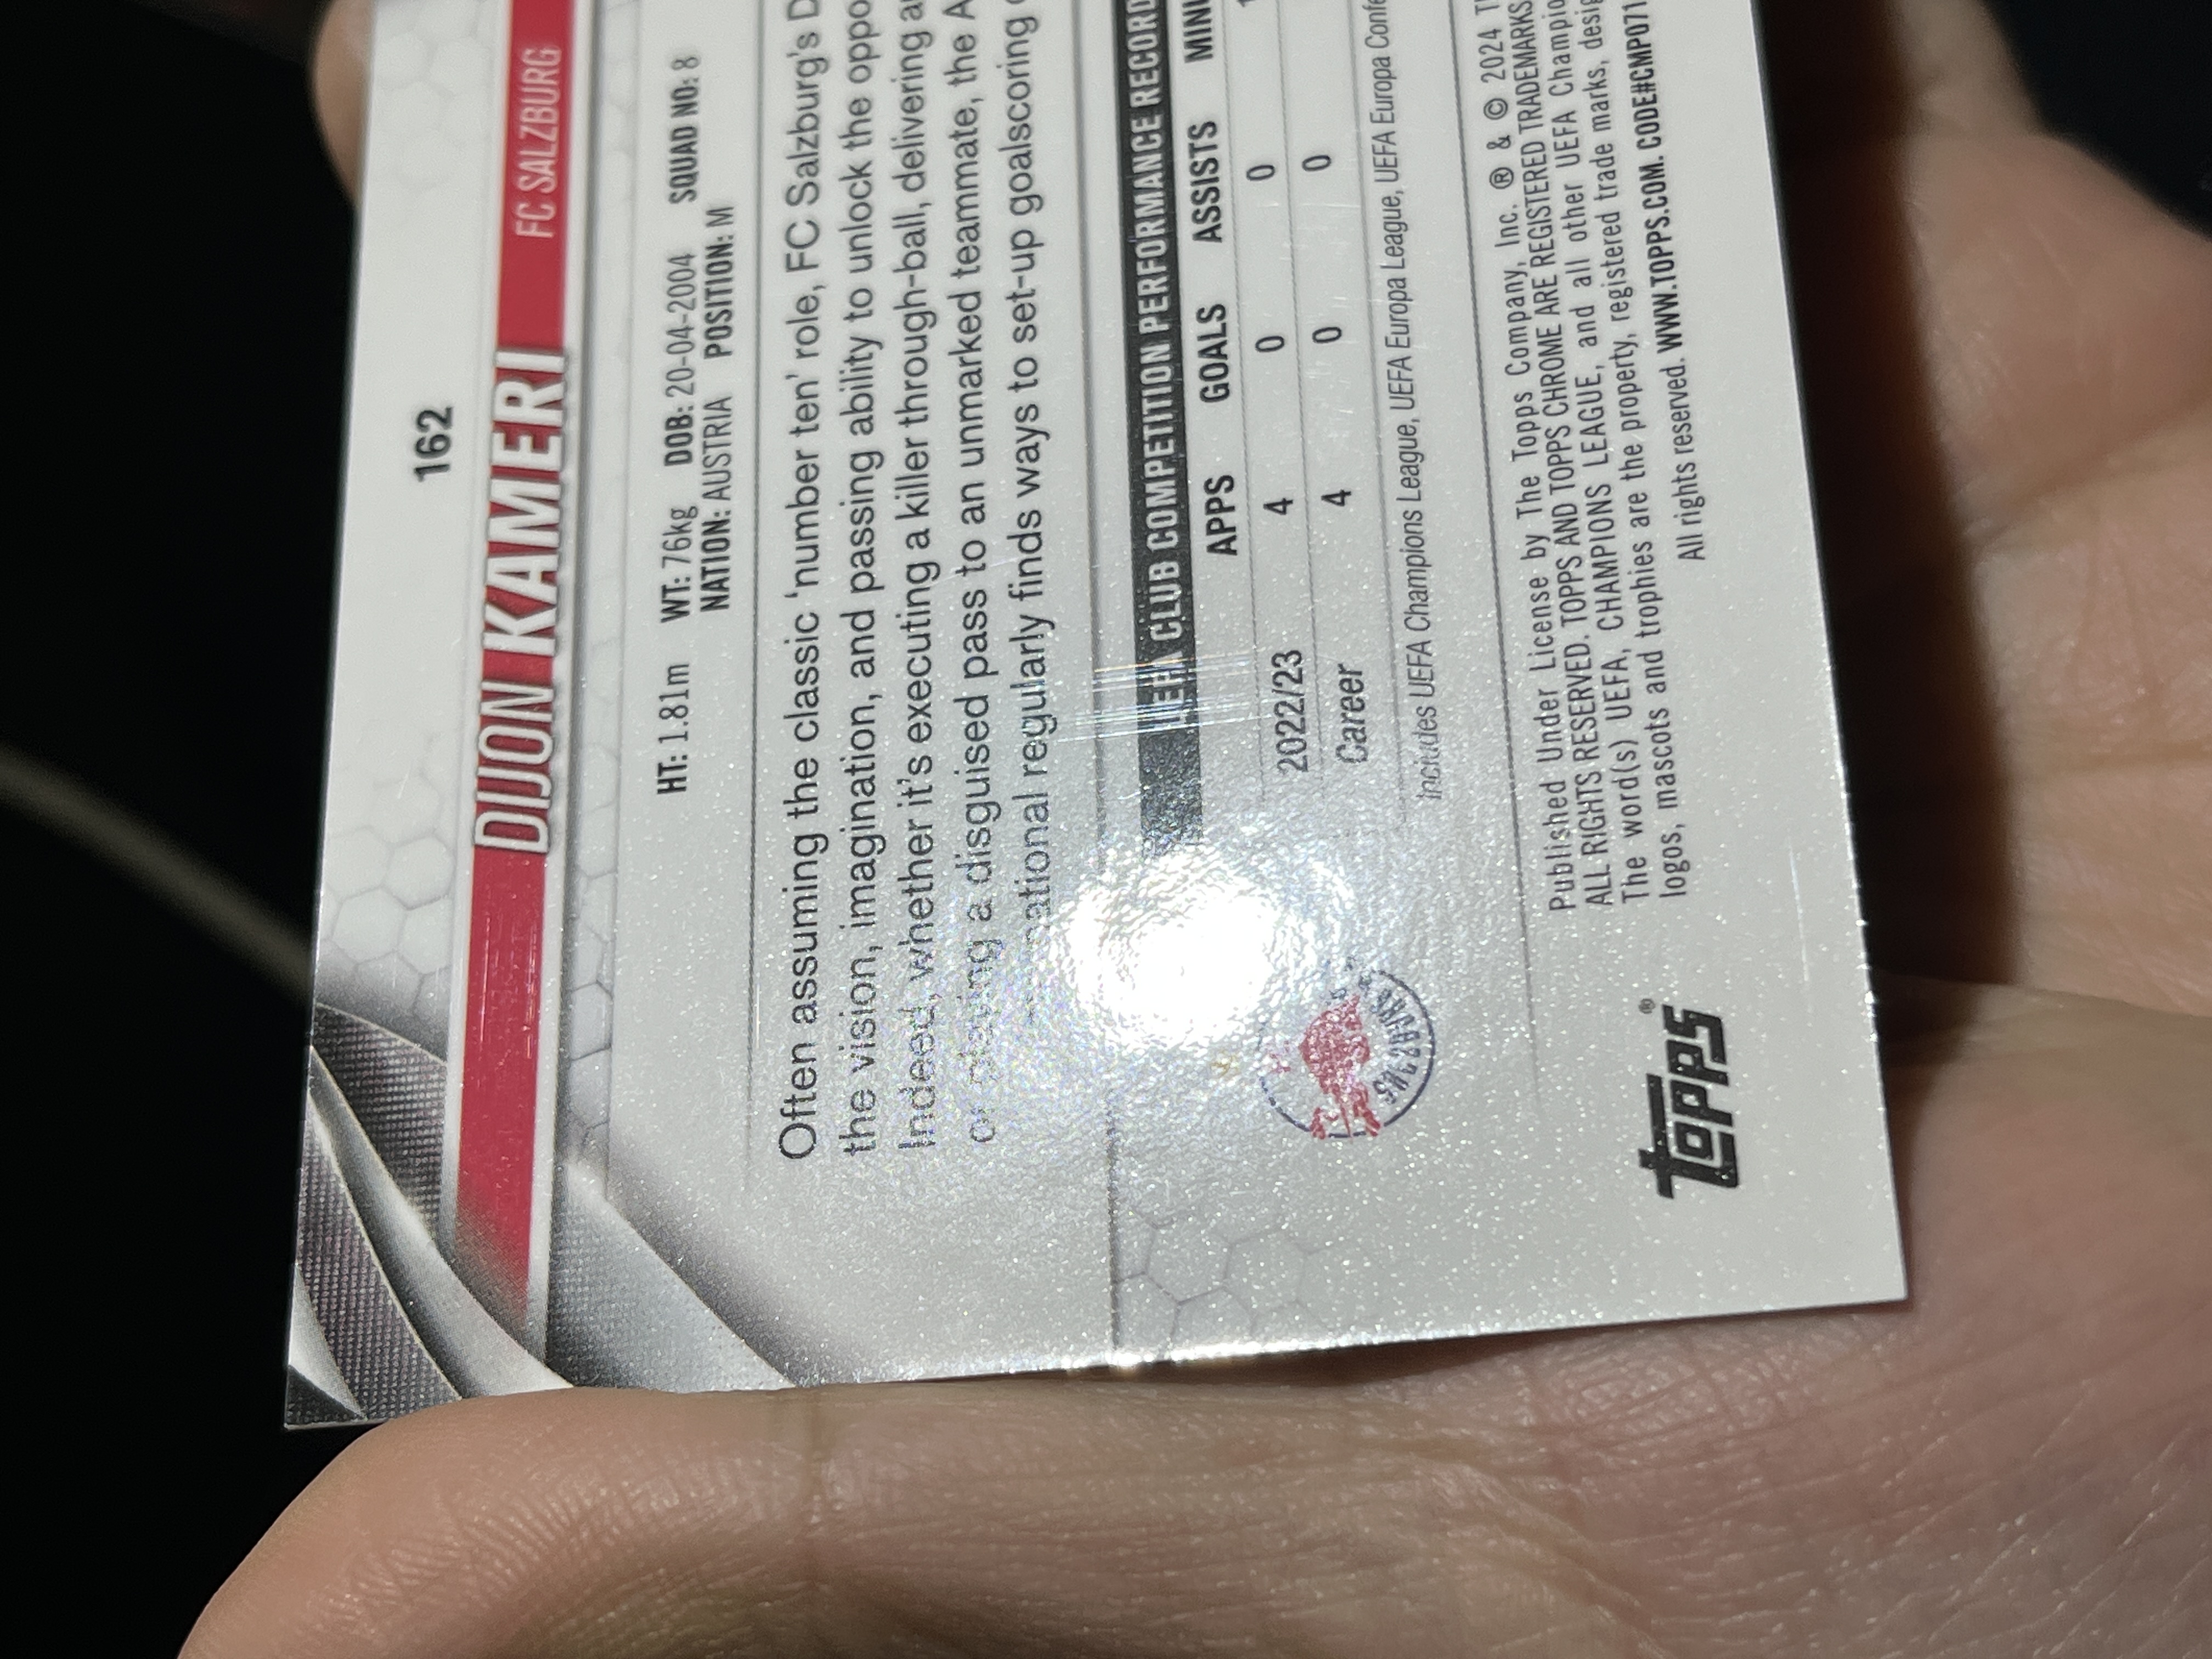 162
DIJON KAMERI FC SALZBURG
HT: 1.81m WT: 76kg DOB: 20-04-2004 SQUAD NO: 8
NATION: AUSTRIA POSITION: M
Often assuming the classic 'number ten' role, FC Salzburg's
the vision, imagination, and passing ability to unlock the
Indeed, whether it's executing a killer through-ball, delivering
or playing a disguised pass to an unmarked teammate, the
regularly finds ways to set-up goalscoring
UEFA CLUB COMPETITION PERFORMANCE RECORD
APPS GOALS ASSISTS
2022/23 4 0 0
Career 4 0 0
Includes UEFA Champions League, UEFA Europa League, UEFA Europa
Published Under License by The Topps Company, Inc. ® & © 2024
ALL RIGHTS RESERVED. TOPPS AND TOPPS CHROME ARE REGISTERED TRADEMARKS
The word(s) UEFA, CHAMPIONS LEAGUE, and all other UEFA
logos, mascots and trophies are the property, registered trade marks,
All rights reserved. WWW.TOPPS.COM. CODE#CMP071
topps®